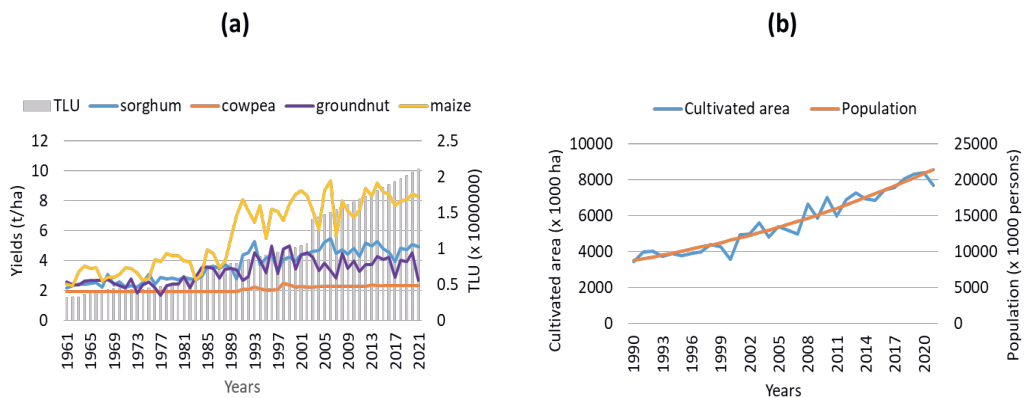 (a)
TLU sorghum cowpea groundnut maize
12
10
8
6
4
2
0
2.5
2
1.5
1
0.5
0
Yields (t/ha)
TLU (x 1000000)
1961 1965 1969 1973 1977 1981 1985 1989 1993 1997 2001 2005 2009 2013 2017 2021
Years
(b)
Cultivated area Population
10000
8000
6000
4000
2000
0
25000
20000
15000
10000
5000
0
Cultivated area (x 1000 ha)
Population (x 1000 persons)
1990 1993 1996 1999 2002 2005 2008 2011 2014 2017 2020
Years